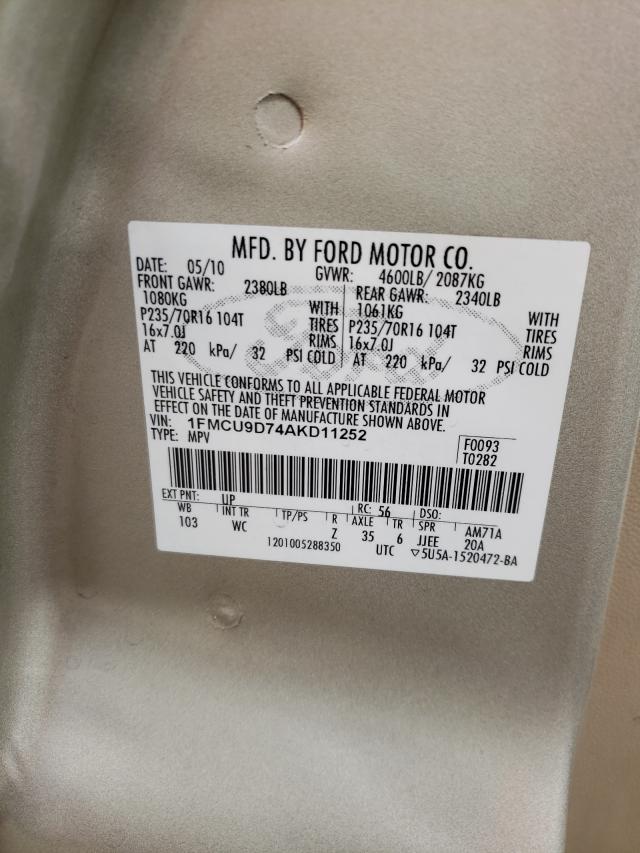 MFD. BY FORD MOTOR CO.
DATE: 05/10 GVWR: 4600LB/ 2087KG
FRONT GAWR: 2380LB REAR GAWR: 2340LB
1080KG WITH 1061KG WITH
P235/70R16 104T TIRES P235/70R16 104T TIRES
16x7.0J RIMS 16x7.0J RIMS
AT 220 kPa/ 32 PSI COLD AT 220 kPa/ 32 PSI COLD
THIS VEHICLE CONFORMS TO ALL APPLICABLE FEDERAL MOTOR
VEHICLE SAFETY AND THEFT PREVENTION STANDARDS IN
EFFECT ON THE DATE OF MANUFACTURE SHOWN ABOVE.
VIN: 1FMCU9D74AKD11252 F0093
TYPE: MPV T0282
EXT PNT: UP RC: 56 DSO:
WB INT TR TP/PS R AXLE TR SPR AM71A
103 WC Z 35 6 JJEE 20A
1201005288350 UTC ▽5U5A-1520472-BA
Ford